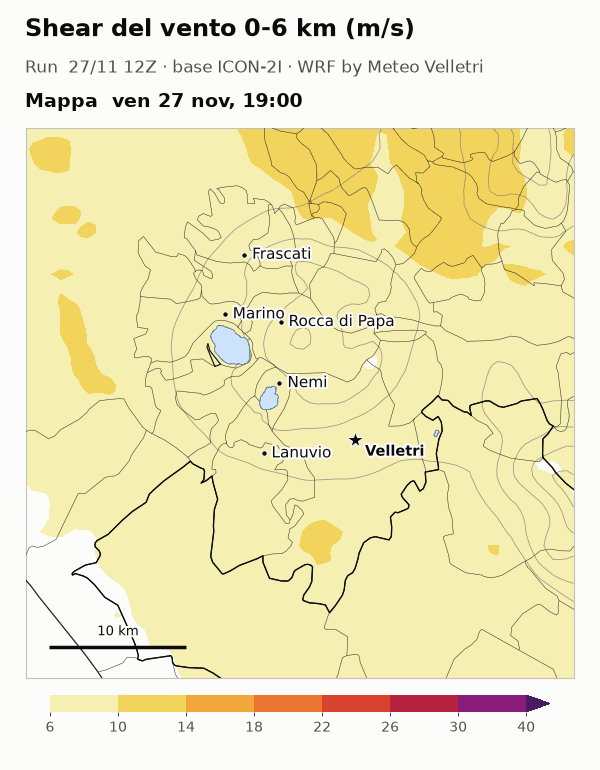 Shear del vento 0-6 km (m/s)
Run  27/11 12Z · base ICON-2I · WRF by Meteo Velletri
Mappa  ven 27 nov, 19:00
Frascati
Marino
Rocca di Papa
Nemi
Velletri
Lanuvio
10 km
6 10 14 18 22 26 30 40